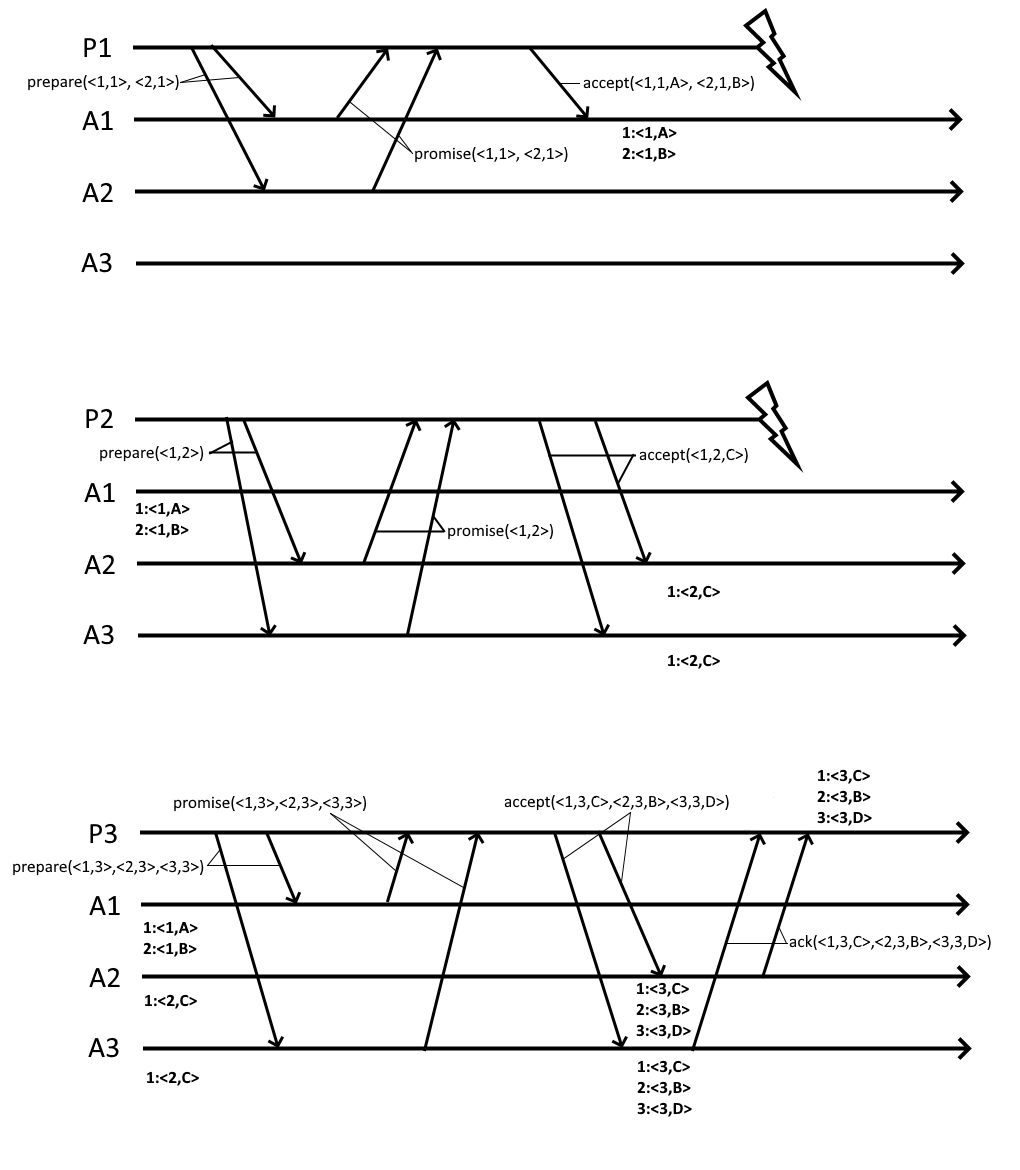 P1
prepare(<1,1>, <2,1>)
accept(<1,1,A>, <2,1,B>)
A1
1:<1,A>
promise(<1,1>, <2,1>)
2:<1,B>
A2
A3
P2
prepare(<1,2>)
accept(<1,2,C>)
A1
1:<1,A>
2:<1,B>
promise(<1,2>)
A2
1:<2,C>
A3
1:<2,C>
1:<3,C>
2:<3,B>
3:<3,D>
promise(<1,3>,<2,3>,<3,3>)
accept(<1,3,C>,<2,3,B>,<3,3,D>)
P3
prepare(<1,3>,<2,3>,<3,3>)
A1
1:<1,A>
2:<1,B>
ack(<1,3,C>,<2,3,B>,<3,3,D>)
A2
1:<2,C>
1:<3,C>
2:<3,B>
3:<3,D>
A3
1:<2,C>
1:<3,C>
2:<3,B>
3:<3,D>